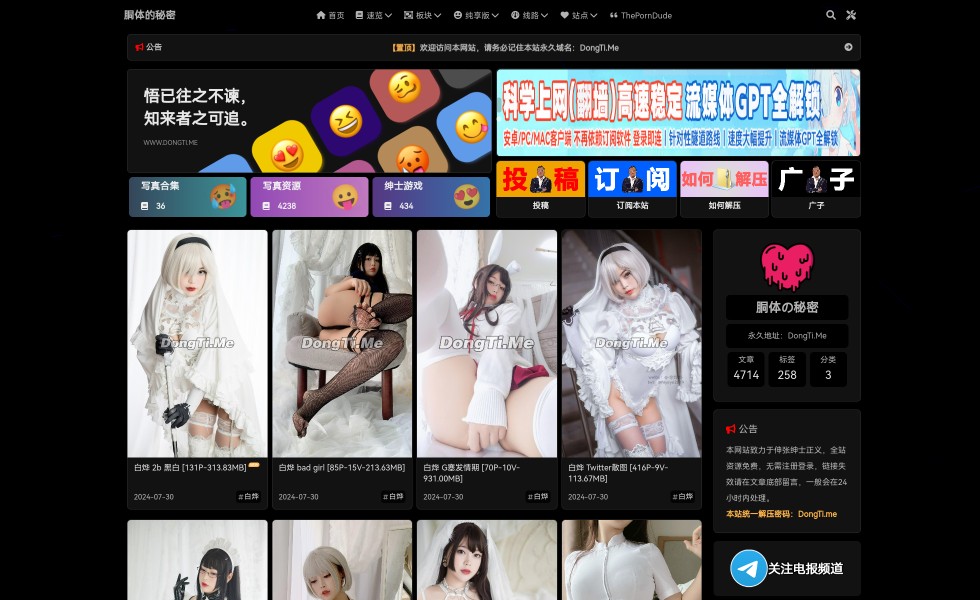 胴体的秘密
首页 速览 板块 纯享版 线路 站点 ThePornDude
公告
【置顶】欢迎访问本网站，请务必记住本站永久域名：DongTi.Me
悟已往之不谏，
知来者之可追。
WWW.DONGTI.ME
科学上网(翻墙)高速稳定 流媒体GPT全解锁
安卓/PC/MAC客户端 不再依赖订阅软件 登录即连 | 针对性隧道路线 | 速度大幅提升 | 流媒体GPT全解锁
写真合集
36
写真资源
4238
绅士游戏
434
投稿
订阅
如何解压
广子
投稿
订阅本站
如何解压
广子
DongTi.Me
DongTi.Me
DongTi.Me
DongTi.Me
白烨 2b 黑白 [131P-313.83MB]
2024-07-30
#白烨
白烨 bad girl [85P-15V-213.63MB]
2024-07-30
#白烨
白烨 G塞发情期 [70P-10V-
931.00MB]
2024-07-30
#白烨
白烨 Twitter散图 [416P-9V-
113.67MB]
2024-07-30
#白烨
胴体の秘密
永久地址：DongTi.Me
文章 标签 分类
4714 258 3
公告
本网站致力于伸张绅士正义，全站
资源免费，无需注册登录，链接失
效请在文章底部留言，一般会在24
小时内处理。
本站统一解压密码：DongTi.me
关注电报频道